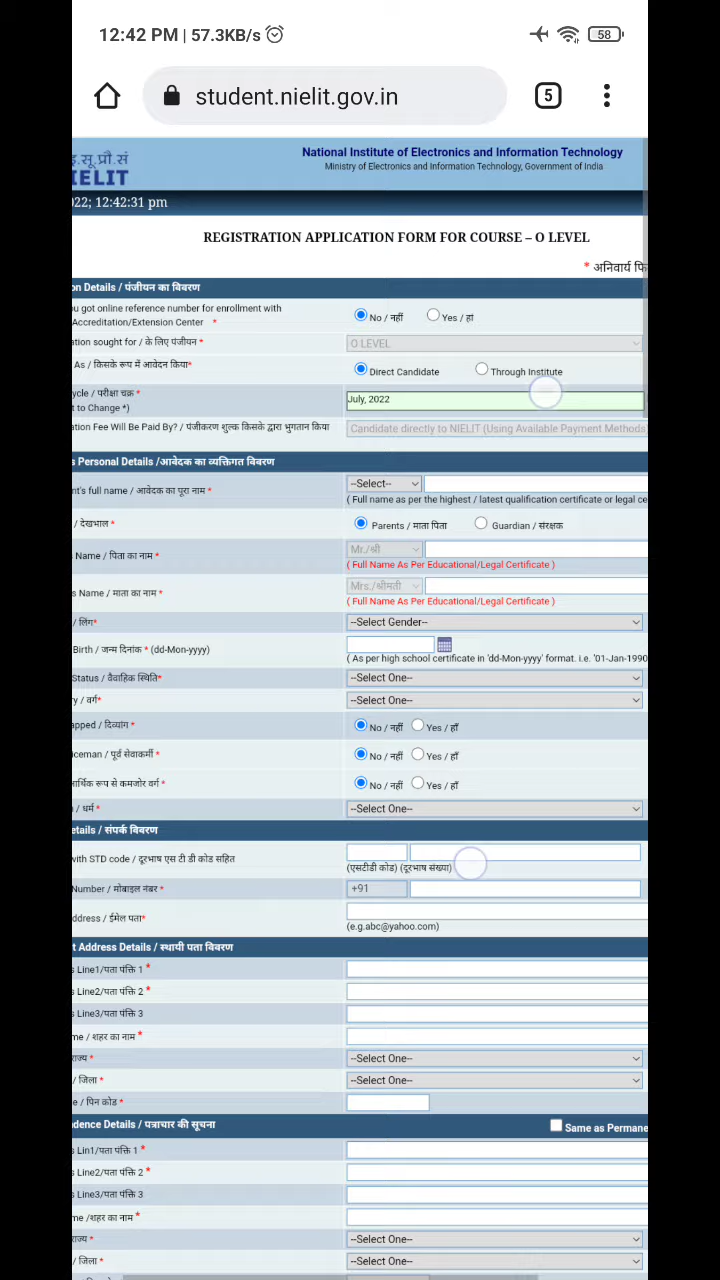 12:42 PM | 57.3KB/s
58
student.nielit.gov.in
5
इ.सू.प्रौ.सं
IELIT
National Institute of Electronics and Information Technology
Ministry of Electronics and Information Technology, Government of India
022; 12:42:31 pm
REGISTRATION APPLICATION FORM FOR COURSE – O LEVEL
* अनिवार्य फि
on Details / पंजीयन का विवरण
ou got online reference number for enrollment with
Accreditation/Extension Center *
No / नहीं Yes / हां
ation sought for / के लिए पंजीयन *
O LEVEL
As / किसके रूप में आवेदन किया*
Direct Candidate Through Institute
ycle / परीक्षा चक्र *
t to Change *)
July, 2022
ation Fee Will Be Paid By? / पंजीकरण शुल्क किसके द्वारा भुगतान किया
Candidate directly to NIELIT (Using Available Payment Methods
s Personal Details /आवेदक का व्यक्तिगत विवरण
nt's full name / आवेदक का पूरा नाम *
--Select--
( Full name as per the highest / latest qualification certificate or legal ce
/ देखभाल *
Parents / माता पिता Guardian / संरक्षक
Name / पिता का नाम *
Mr./श्री
( Full Name As Per Educational/Legal Certificate )
s Name / माता का नाम *
Mrs./श्रीमती
( Full Name As Per Educational/Legal Certificate )
/ लिंग*
--Select Gender--
Birth / जन्म दिनांक * (dd-Mon-yyyy)
( As per high school certificate in 'dd-Mon-yyyy' format. i.e. '01-Jan-1990
Status / वैवाहिक स्थिति*
--Select One--
ry / वर्ग*
--Select One--
apped / दिव्यांग *
No / नहीं Yes / हाँ
iceman / पूर्व सेवाकर्मी *
No / नहीं Yes / हाँ
आर्थिक रूप से कमजोर वर्ग *
No / नहीं Yes / हाँ
/ धर्म *
--Select One--
etails / संपर्क विवरण
with STD code / दूरभाष एस टी डी कोड सहित
(एसटीडी कोड) (दूरभाष संख्या)
Number / मोबाइल नंबर *
+91
ddress / ईमेल पता*
(e.g.abc@yahoo.com)
t Address Details / स्थायी पता विवरण
s Line1/पता पंक्ति 1 *
s Line2/पता पंक्ति 2 *
s Line3/पता पंक्ति 3
me / शहर का नाम *
राज्य *
--Select One--
/ जिला *
--Select One--
e / पिन कोड *
dence Details / पत्राचार की सूचना
Same as Permane
s Lin1/पता पंक्ति 1 *
s Line2/पता पंक्ति 2 *
s Line3/पता पंक्ति 3
me /शहर का नाम *
राज्य *
--Select One--
/ जिला *
--Select One--